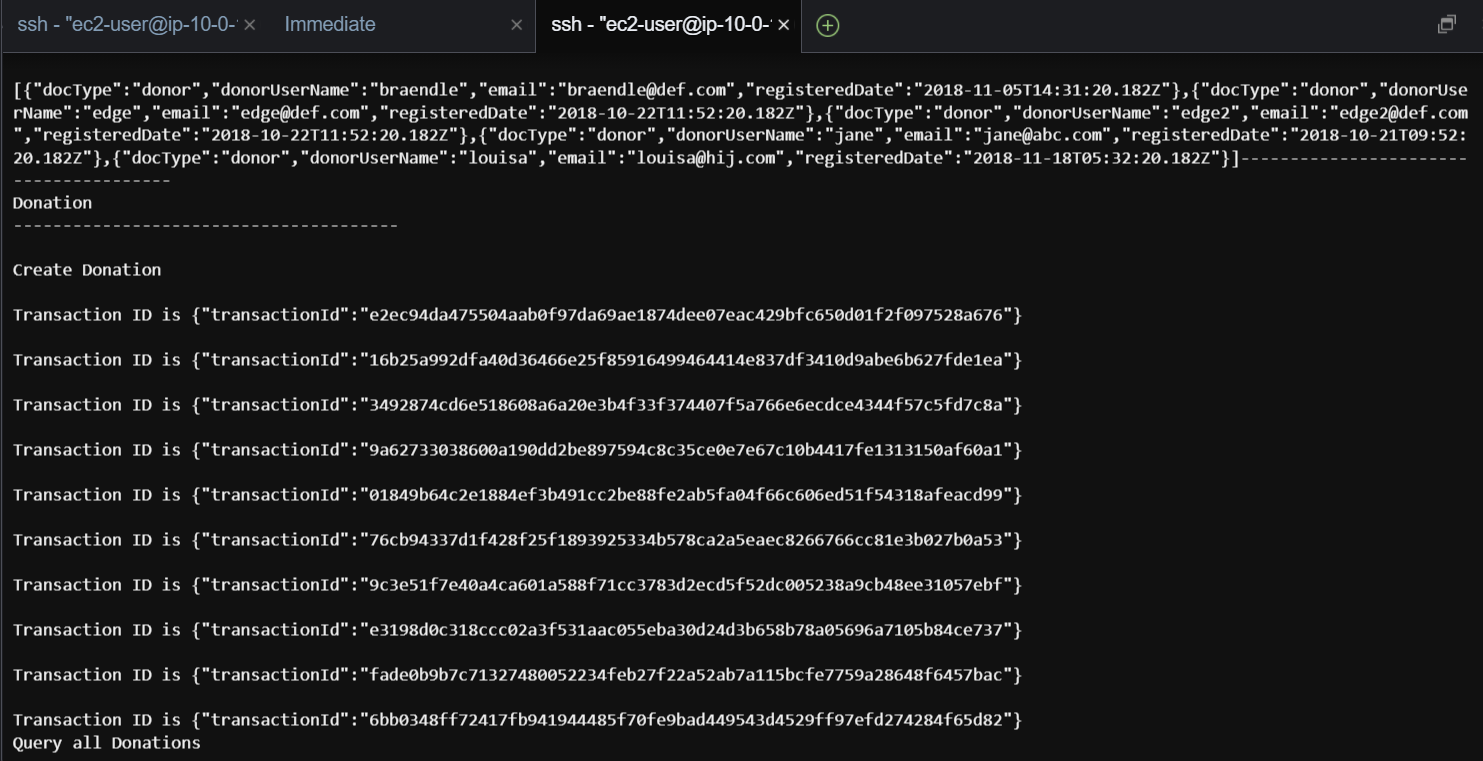 ssh - "ec2-user@ip-10-0- × Immediate × ssh - "ec2-user@ip-10-0- ×
[{"docType":"donor","donorUserName":"braendle","email":"braendle@def.com","registeredDate":"2018-11-05T14:31:20.182Z"},{"docType":"donor","donorUse
rName":"edge","email":"edge@def.com","registeredDate":"2018-10-22T11:52:20.182Z"},{"docType":"donor","donorUserName":"edge2","email":"edge2@def.com
","registeredDate":"2018-10-22T11:52:20.182Z"},{"docType":"donor","donorUserName":"jane","email":"jane@abc.com","registeredDate":"2018-10-21T09:52:
20.182Z"},{"docType":"donor","donorUserName":"louisa","email":"louisa@hij.com","registeredDate":"2018-11-18T05:32:20.182Z"}]-----------------------
----------------
Donation
---------------------------------------
Create Donation
Transaction ID is {"transactionId":"e2ec94da475504aab0f97da69ae1874dee07eac429bfc650d01f2f097528a676"}
Transaction ID is {"transactionId":"16b25a992dfa40d36466e25f85916499464414e837df3410d9abe6b627fde1ea"}
Transaction ID is {"transactionId":"3492874cd6e518608a6a20e3b4f33f374407f5a766e6ecdce4344f57c5fd7c8a"}
Transaction ID is {"transactionId":"9a62733038600a190dd2be897594c8c35ce0e7e67c10b4417fe1313150af60a1"}
Transaction ID is {"transactionId":"01849b64c2e1884ef3b491cc2be88fe2ab5fa04f66c606ed51f54318afeacd99"}
Transaction ID is {"transactionId":"76cb94337d1f428f25f1893925334b578ca2a5eaec8266766cc81e3b027b0a53"}
Transaction ID is {"transactionId":"9c3e51f7e40a4ca601a588f71cc3783d2ecd5f52dc005238a9cb48ee31057ebf"}
Transaction ID is {"transactionId":"e3198d0c318ccc02a3f531aac055eba30d24d3b658b78a05696a7105b84ce737"}
Transaction ID is {"transactionId":"fade0b9b7c71327480052234feb27f22a52ab7a115bcfe7759a28648f6457bac"}
Transaction ID is {"transactionId":"6bb0348ff72417fb941944485f70fe9bad449543d4529ff97efd274284f65d82"}
Query all Donations